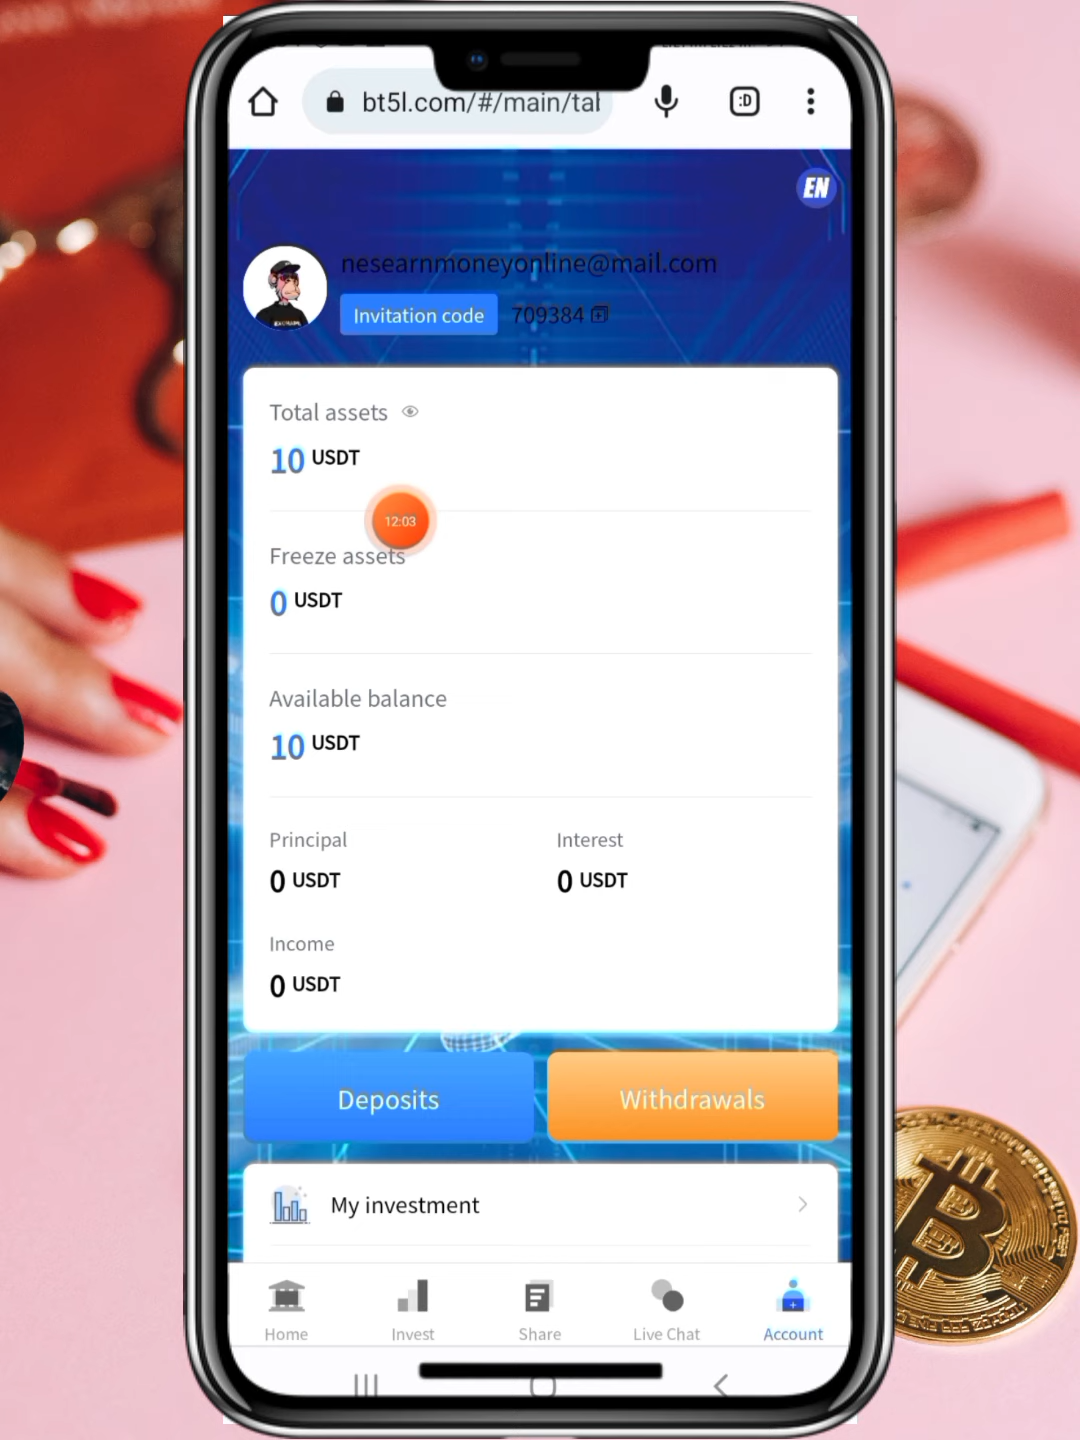 bt5l.com/#/main/tal
:D
EN
nesearnmoneyonline@mail.com
Invitation code 709384
Total assets
10 USDT
12:03
Freeze assets
0 USDT
Available balance
10 USDT
Principal Interest
0 USDT 0 USDT
Income
0 USDT
Deposits Withdrawals
My investment
Home Invest Share Live Chat Account